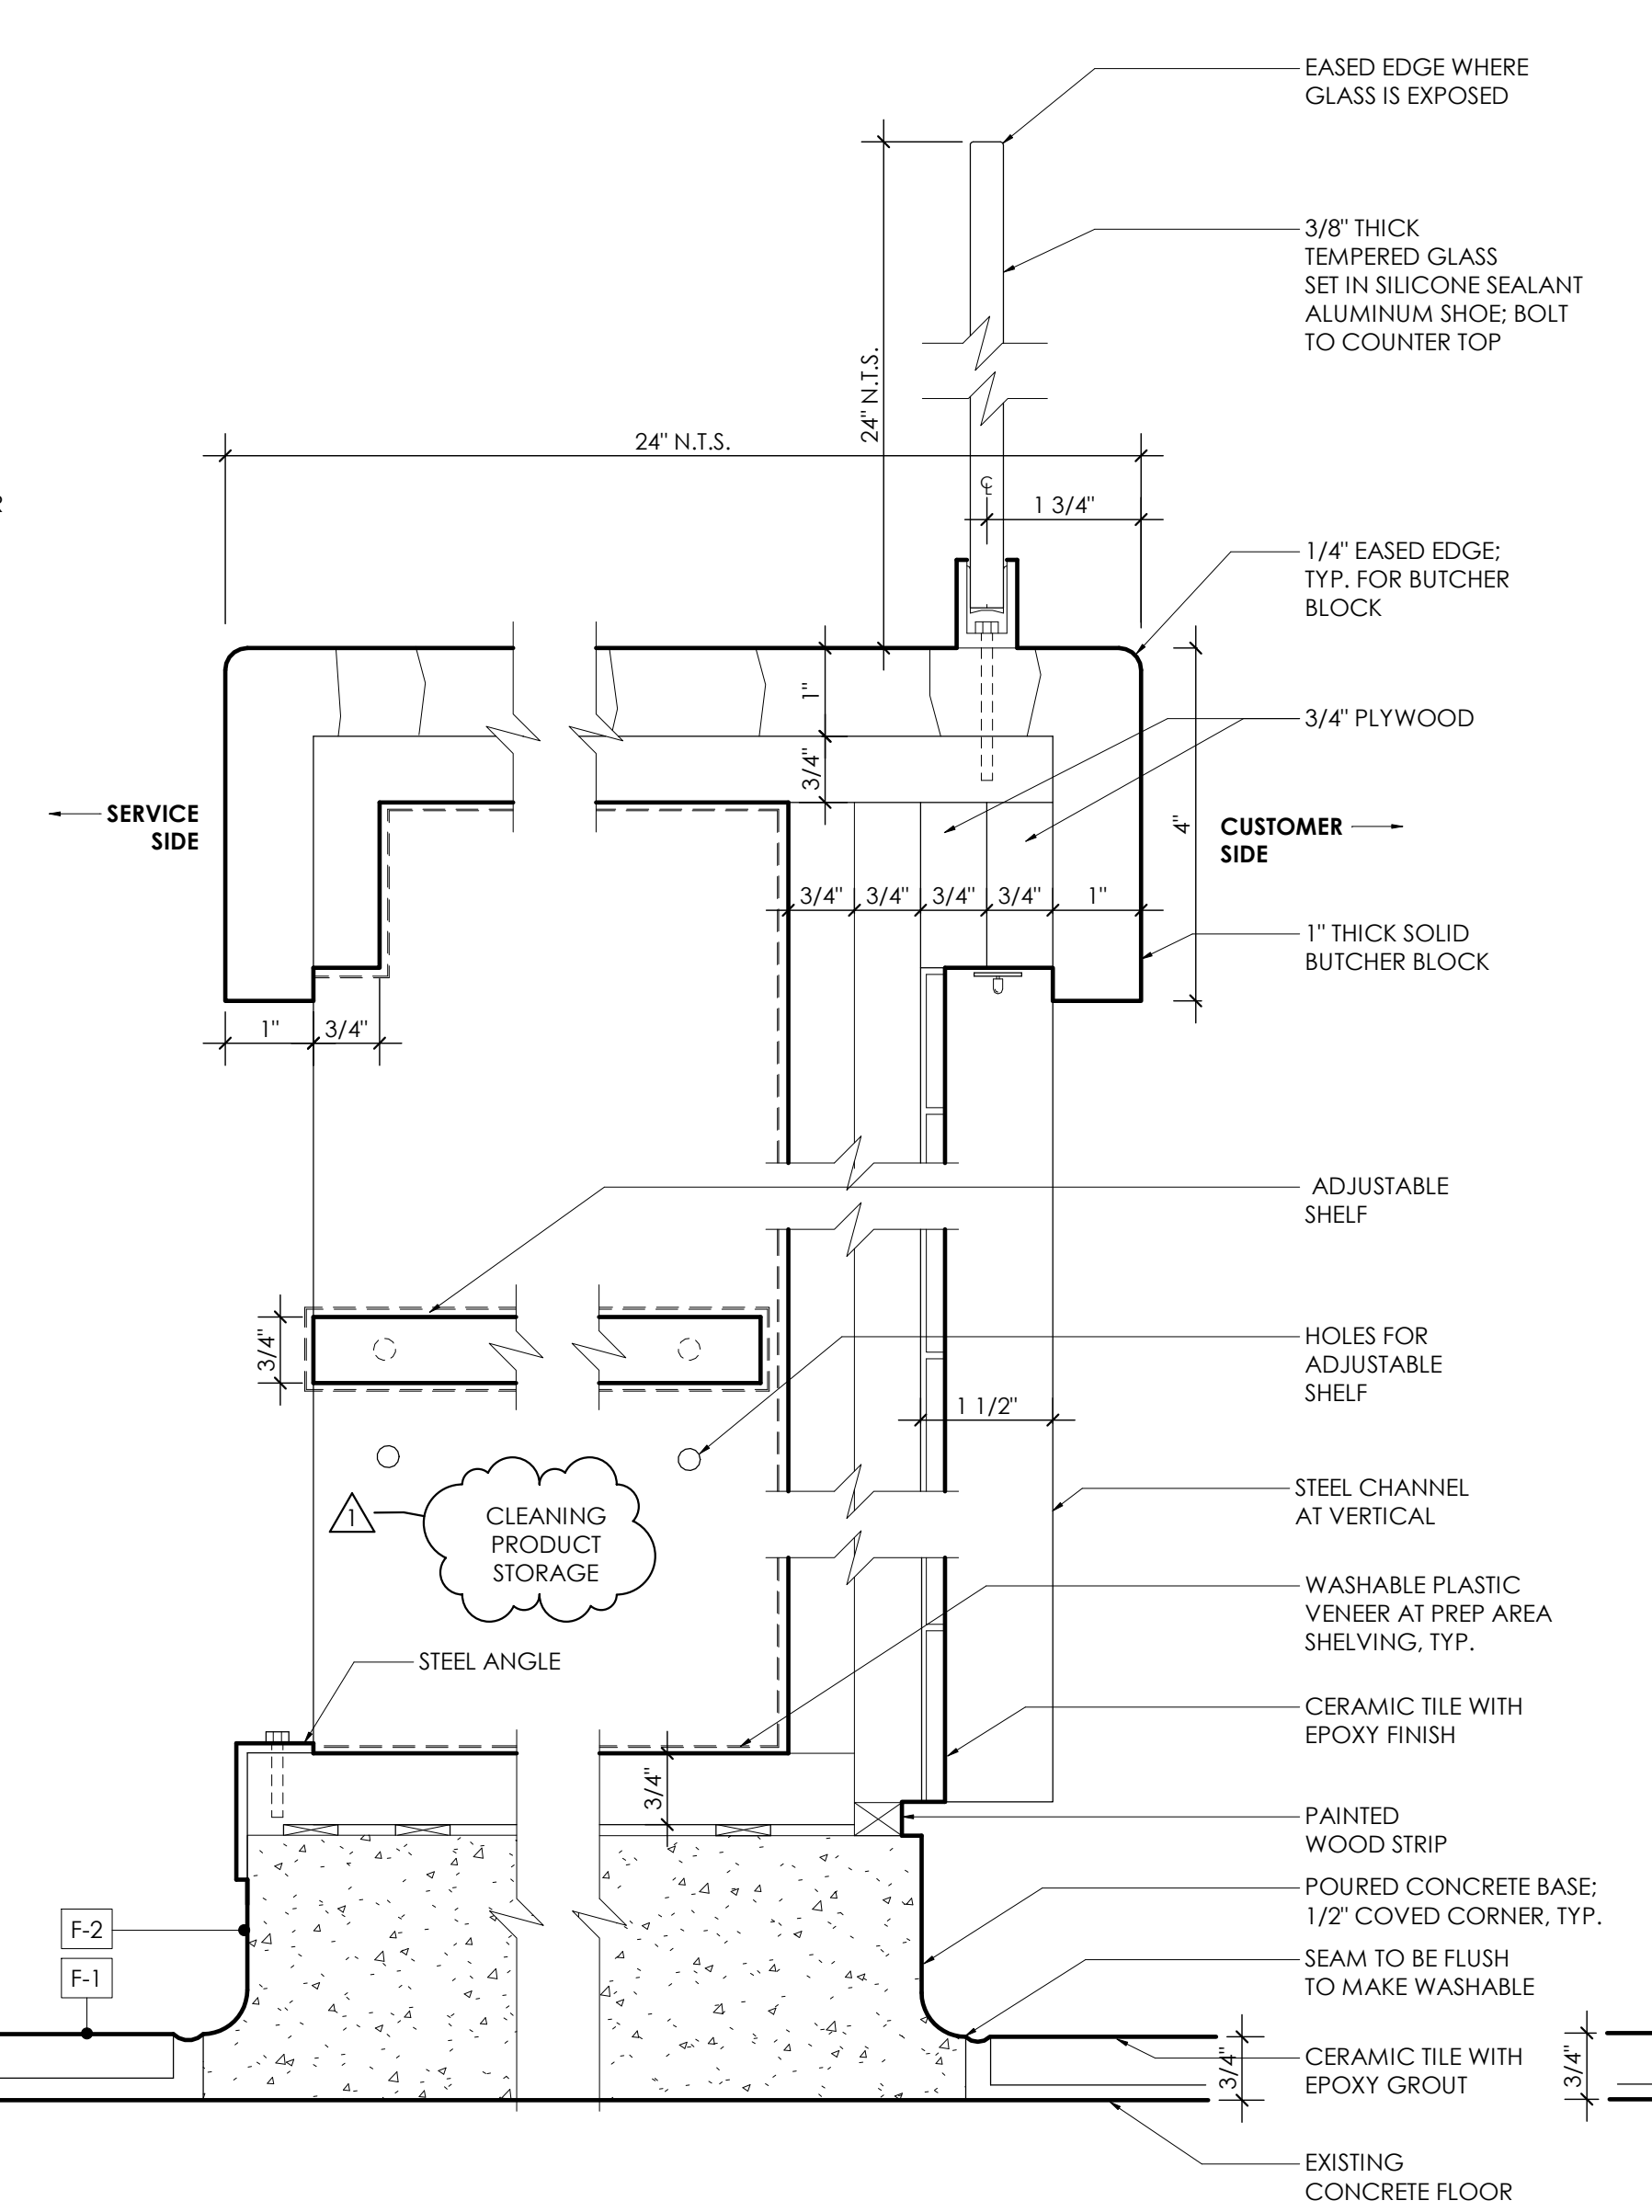 EASED EDGE WHERE
GLASS IS EXPOSED
3/8" THICK
TEMPERED GLASS
SET IN SILICONE SEALANT
ALUMINUM SHOE; BOLT
TO COUNTER TOP
24" N.T.S.
24" N.T.S.
R
℄
1 3/4"
1/4" EASED EDGE;
TYP. FOR BUTCHER
BLOCK
1"
3/4"
3/4" PLYWOOD
SERVICE
SIDE
4"
CUSTOMER
SIDE
3/4" 3/4" 3/4" 3/4" 1"
1" THICK SOLID
BUTCHER BLOCK
1" 3/4"
ADJUSTABLE
SHELF
3/4"
HOLES FOR
ADJUSTABLE
SHELF
1 1/2"
STEEL CHANNEL
AT VERTICAL
1
CLEANING
PRODUCT
STORAGE
WASHABLE PLASTIC
VENEER AT PREP AREA
SHELVING, TYP.
STEEL ANGLE
CERAMIC TILE WITH
EPOXY FINISH
3/4"
PAINTED
WOOD STRIP
POURED CONCRETE BASE;
1/2" COVED CORNER, TYP.
F-2
F-1
SEAM TO BE FLUSH
TO MAKE WASHABLE
3/4"
CERAMIC TILE WITH
EPOXY GROUT
3/4"
EXISTING
CONCRETE FLOOR